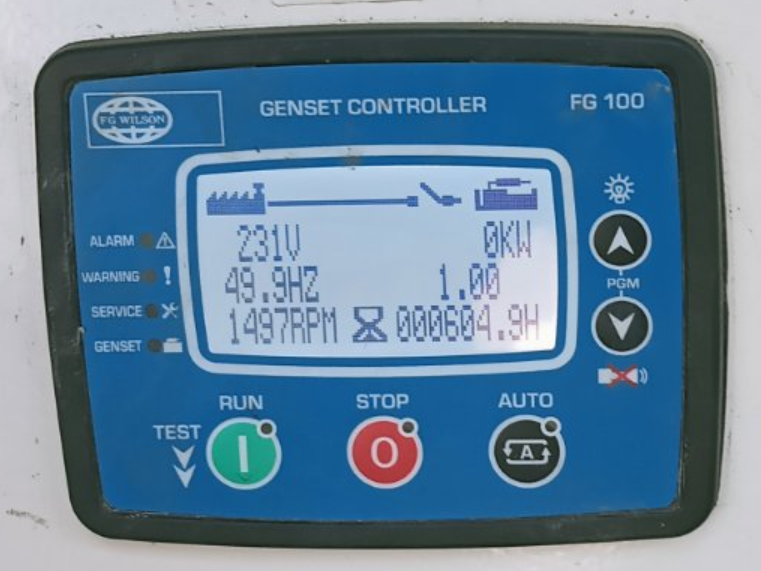 FG WILSON
GENSET CONTROLLER
FG 100
231V 0KW
49.9HZ 1.00
1497RPM 000604.9H
ALARM
WARNING
SERVICE
GENSET
PGM
RUN
STOP
AUTO
TEST
I
O
A